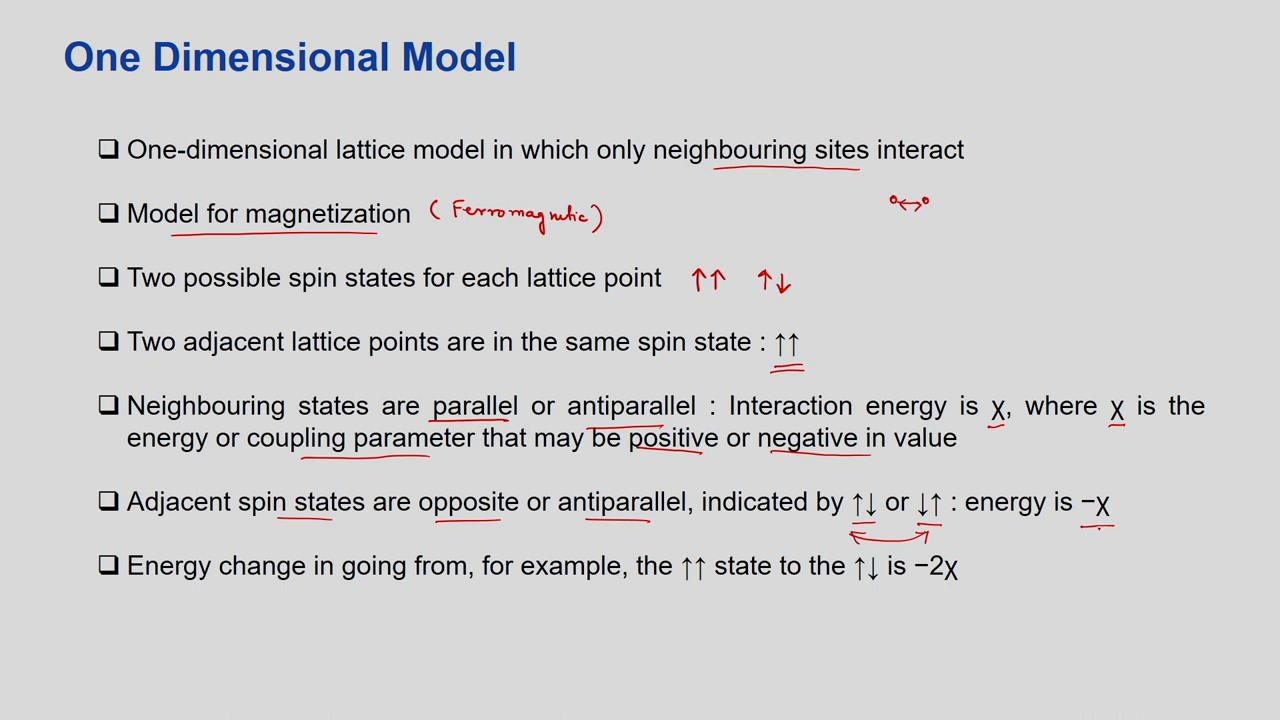 One Dimensional Model
❑ One-dimensional lattice model in which only neighbouring sites interact
❑ Model for magnetization (Ferromagnetic)
❑ Two possible spin states for each lattice point ↑↑ ↑↓
❑ Two adjacent lattice points are in the same spin state : ↑↑
❑ Neighbouring states are parallel or antiparallel : Interaction energy is χ, where χ is the
energy or coupling parameter that may be positive or negative in value
❑ Adjacent spin states are opposite or antiparallel, indicated by ↑↓ or ↓↑ : energy is −χ
❑ Energy change in going from, for example, the ↑↑ state to the ↑↓ is −2χ